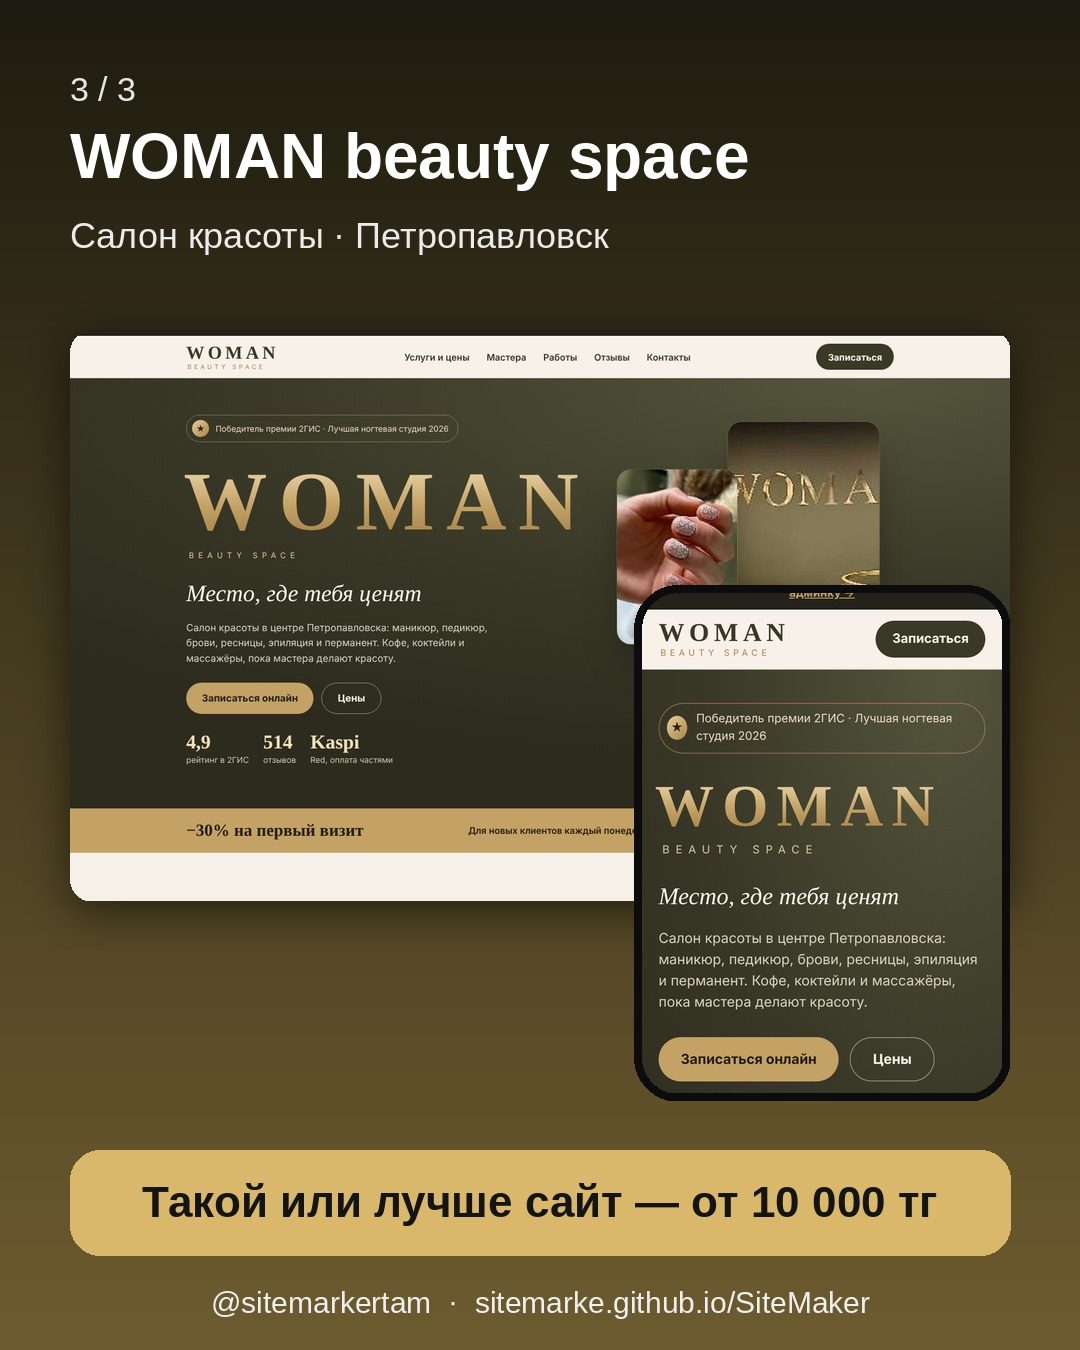 3 / 3
WOMAN beauty space
Салон красоты · Петропавловск
WOMAN
BEAUTY SPACE
Услуги и цены Мастера Работы Отзывы Контакты
Записаться
★ Победитель премии 2ГИС · Лучшая ногтевая студия 2026
WOMAN
BEAUTY SPACE
Место, где тебя ценят
Салон красоты в центре Петропавловска: маникюр, педикюр,
брови, ресницы, эпиляция и перманент. Кофе, коктейли и
массажёры, пока мастера делают красоту.
Записаться онлайн Цены
4,9 514 Kaspi
рейтинг в 2ГИС отзывов Red, оплата частями
WOMA
−30% на первый визит
Для новых клиентов каждый
админку →
WOMAN
BEAUTY SPACE
Записаться
★ Победитель премии 2ГИС · Лучшая ногтевая
студия 2026
WOMAN
BEAUTY SPACE
Место, где тебя ценят
Салон красоты в центре Петропавловска:
маникюр, педикюр, брови, ресницы, эпиляция
и перманент. Кофе, коктейли и массажёры,
пока мастера делают красоту.
Записаться онлайн Цены
Такой или лучше сайт — от 10 000 тг
@sitemarkertam · sitemarke.github.io/SiteMaker